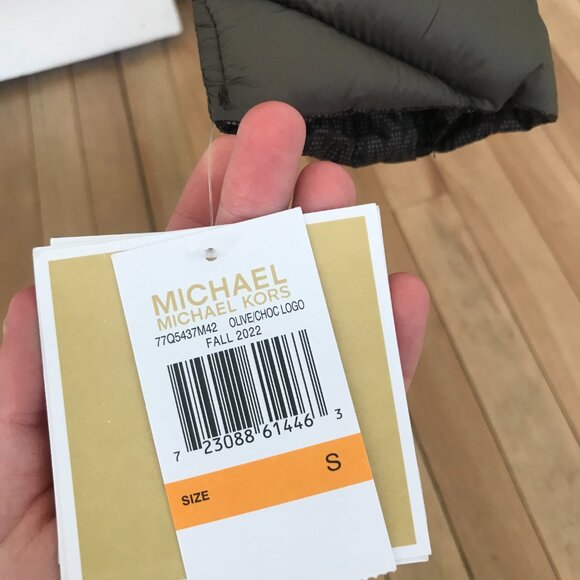 MICHAEL
MICHAEL KORS
77Q5437M42 OLIVE/CHOC LOGO
FALL 2022
7 23088 61446 3
SIZE S